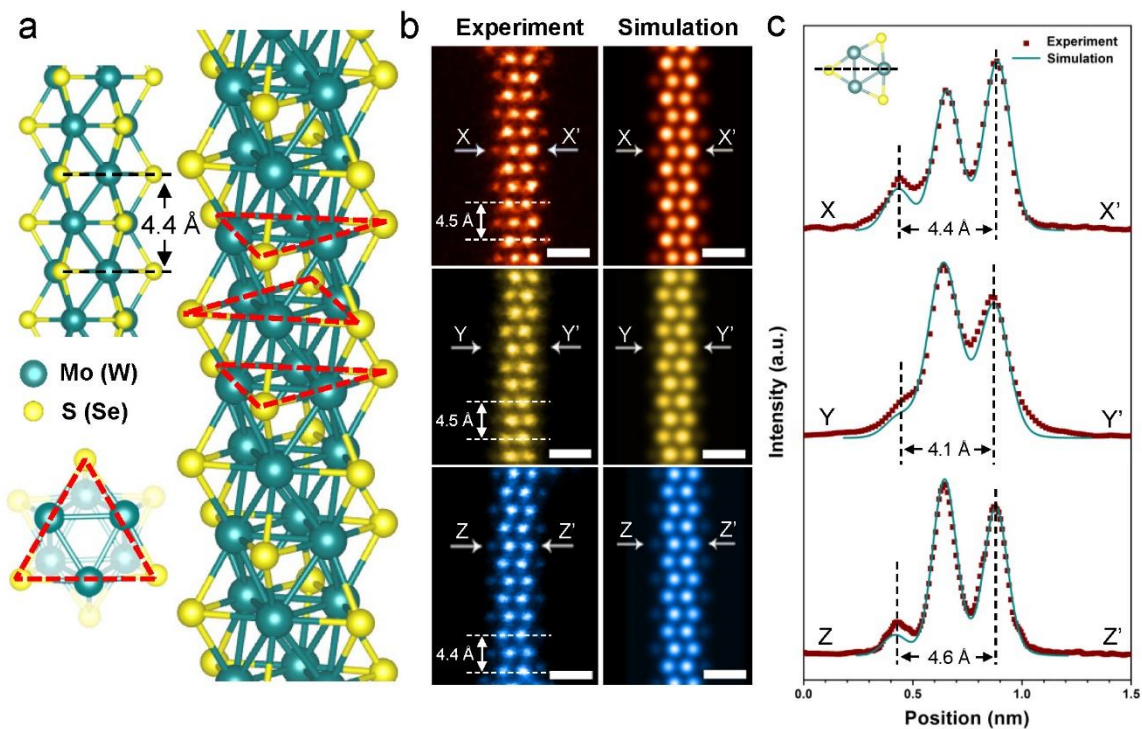 a
4.4 Å
Mo (W)
S (Se)
b
Experiment
Simulation
X
X'
X
X'
4.5 Å
Y
Y'
Y
Y'
4.5 Å
Z
Z'
Z
Z'
4.4 Å
c
Experiment
Simulation
X
X'
4.4 Å
Y
Y'
4.1 Å
Z
Z'
4.6 Å
Intensity (a.u.)
0.0 0.5 1.0 1.5
Position (nm)